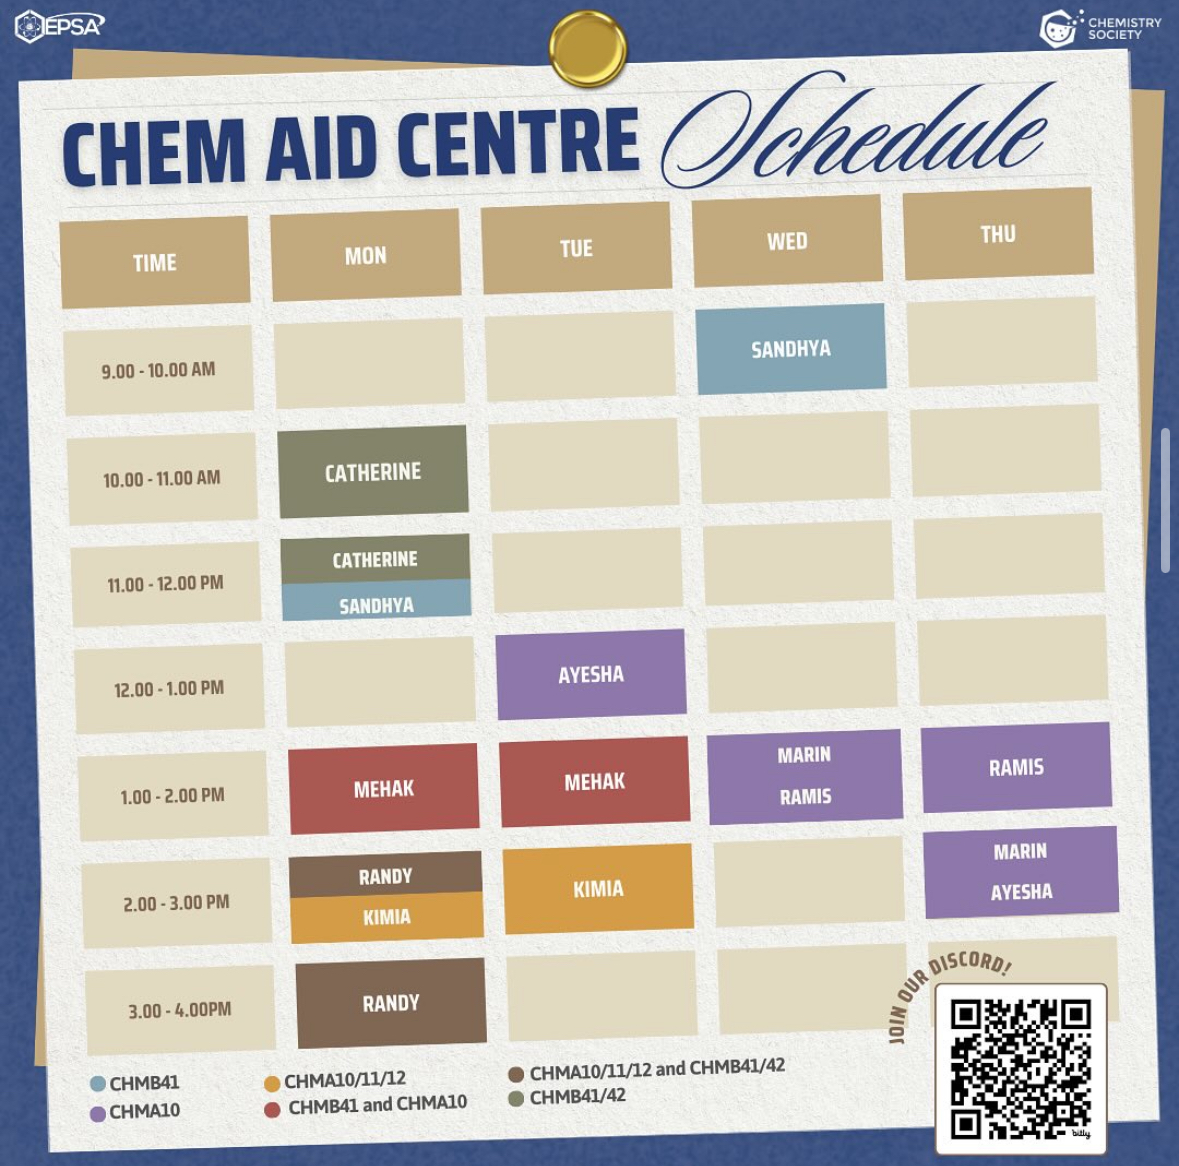 EPSA
CHEMISTRY
SOCIETY
CHEM AID CENTRE Schedule
TIME MON TUE WED THU
9.00 - 10.00 AM SANDHYA
10.00 - 11.00 AM CATHERINE
11.00 - 12.00 PM CATHERINE
SANDHYA
12.00 - 1.00 PM AYESHA
1.00 - 2.00 PM MEHAK MEHAK MARIN RAMIS
RAMIS
2.00 - 3.00 PM RANDY KIMIA MARIN
KIMIA AYESHA
3.00 - 4.00PM RANDY
JOIN OUR DISCORD!
CHMB41 CHMA10/11/12 CHMA10/11/12 and CHMB41/42
CHMA10 CHMB41 and CHMA10 CHMB41/42
bitly